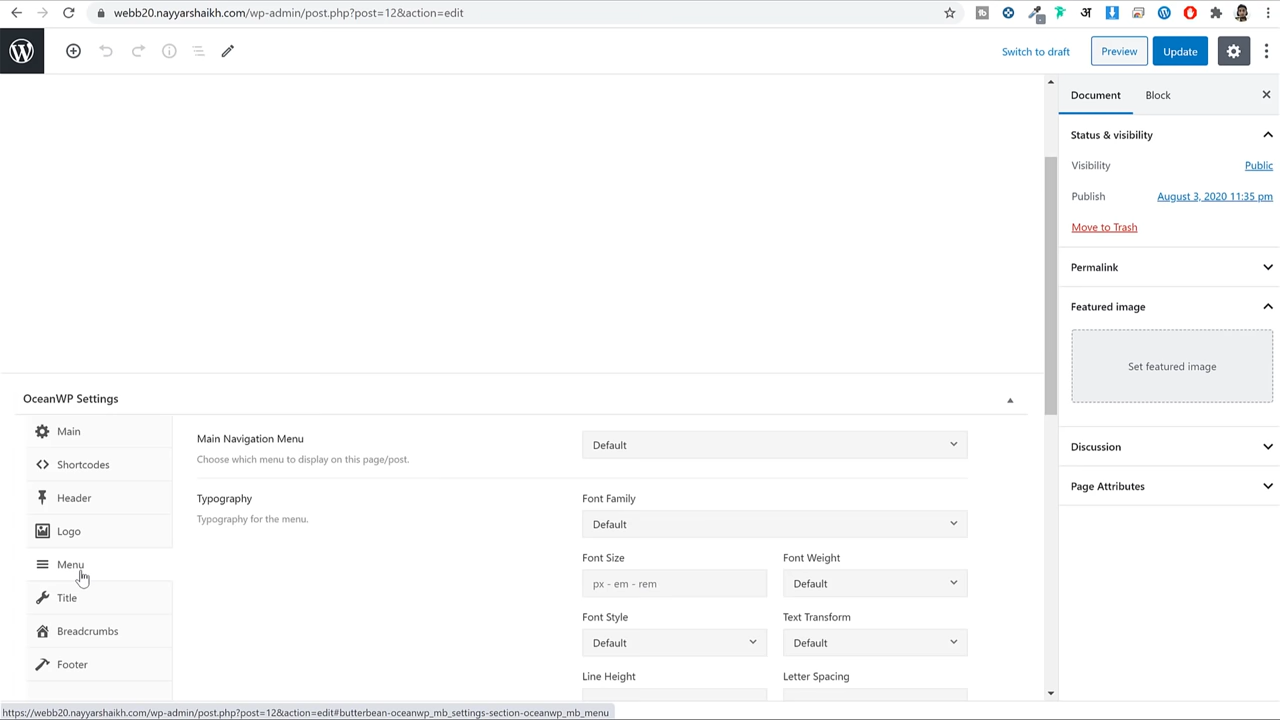 webb20.nayyarshaikh.com/wp-admin/post.php?post=12&action=edit
Switch to draft
Preview
Update
Document
Block
Status & visibility
Visibility
Public
Publish
August 3, 2020 11:35 pm
Move to Trash
Permalink
Featured image
Set featured image
Discussion
Page Attributes
OceanWP Settings
Main
Shortcodes
Header
Logo
Menu
Title
Breadcrumbs
Footer
Main Navigation Menu
Choose which menu to display on this page/post.
Default
Typography
Typography for the menu.
Font Family
Default
Font Size
Font Weight
px - em - rem
Default
Font Style
Text Transform
Default
Default
Line Height
Letter Spacing
https://webb20.nayyarshaikh.com/wp-admin/post.php?post=12&action=edit#butterbean-oceanwp_mb_settings-section-oceanwp_mb_menu